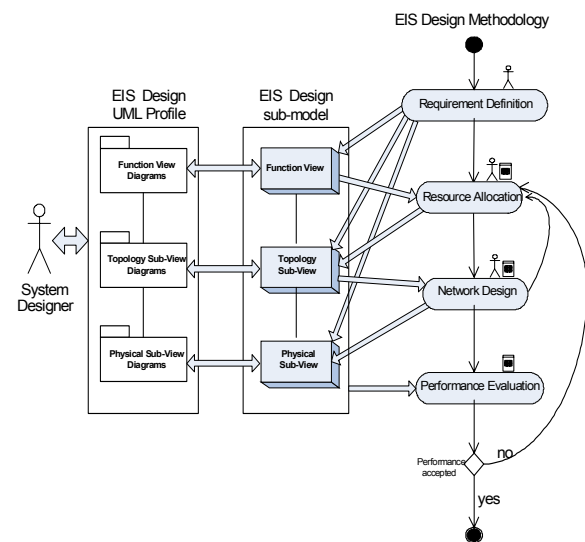 EIS Design Methodology
EIS Design
UML Profile
EIS Design
sub-model
Requirement Definition
Function View
Diagrams
Function View
Resource Allocation
System
Designer
Topology Sub-View
Diagrams
Topology
Sub-View
Network Design
Physical Sub-View
Diagrams
Physical
Sub-View
Performance Evaluation
Performance
accepted
no
yes